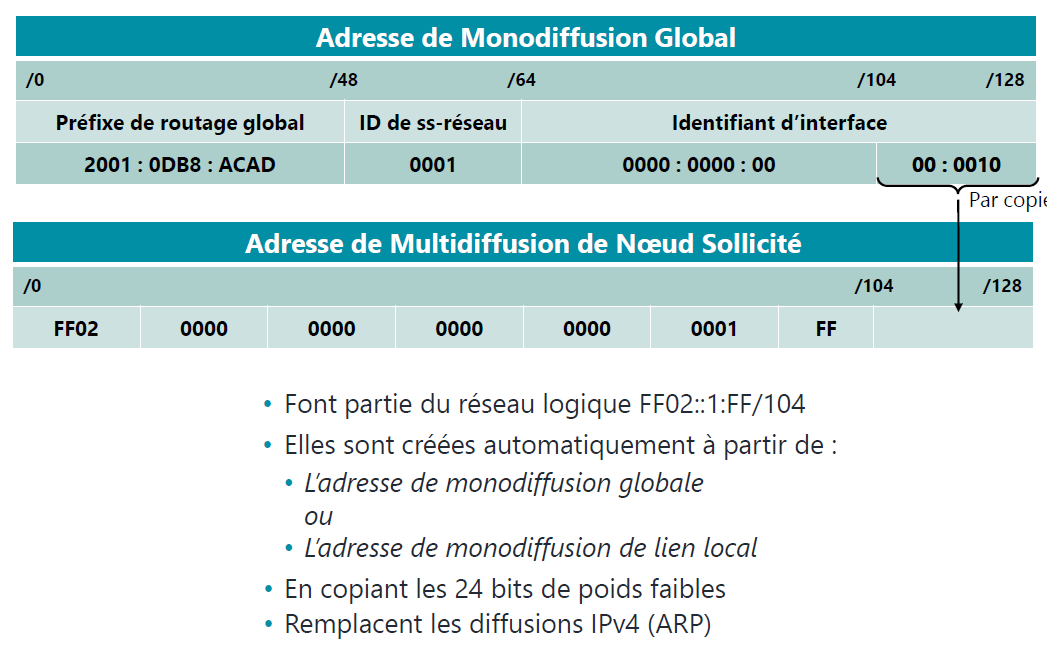 Adresse de Monodiffusion Global
/0 /48 /64 /104 /128
Préfixe de routage global ID de ss-réseau Identifiant d’interface
2001 : 0DB8 : ACAD 0001 0000 : 0000 : 00 00 : 0010
Par copie
Adresse de Multidiffusion de Nœud Sollicité
/0 /104 /128
FF02 0000 0000 0000 0000 0001 FF
• Font partie du réseau logique FF02::1:FF/104
• Elles sont créées automatiquement à partir de :
• L’adresse de monodiffusion globale
ou
• L’adresse de monodiffusion de lien local
• En copiant les 24 bits de poids faibles
• Remplacent les diffusions IPv4 (ARP)